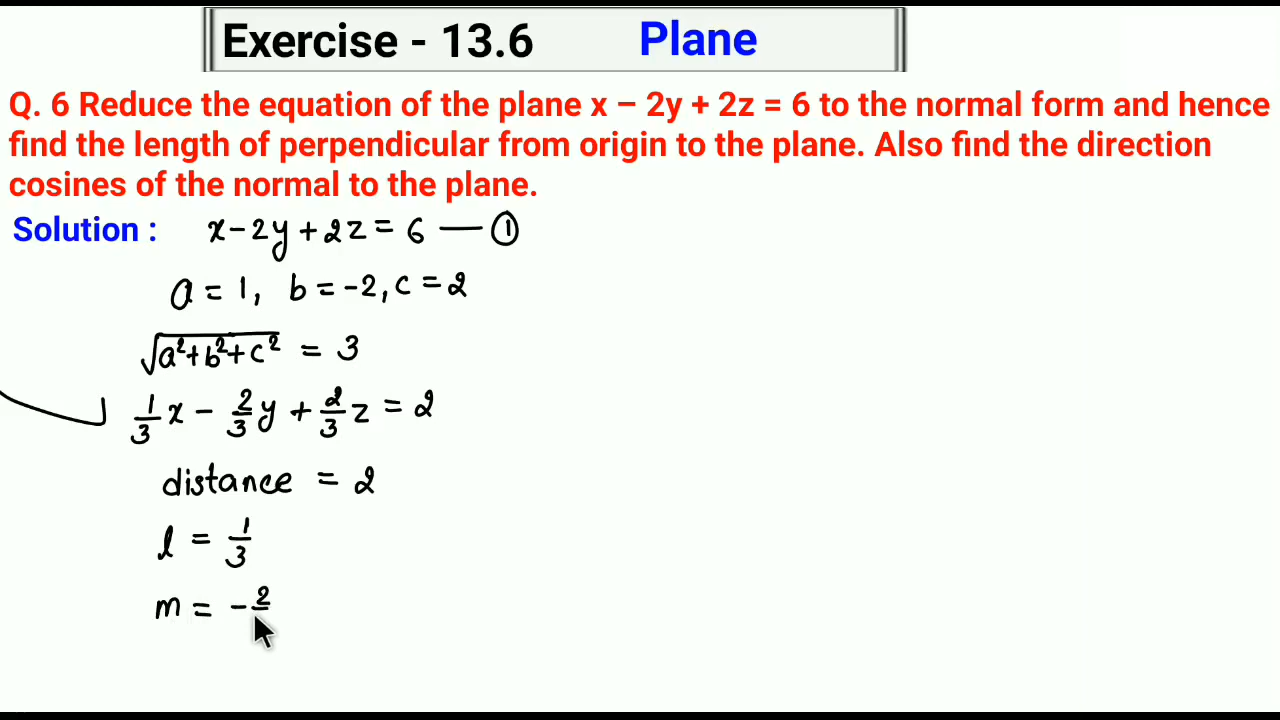 Exercise - 13.6 Plane
Q. 6 Reduce the equation of the plane x – 2y + 2z = 6 to the normal form and hence
find the length of perpendicular from origin to the plane. Also find the direction
cosines of the normal to the plane.
Solution : x - 2y + 2z = 6 — ①
a = 1, b = -2, c = 2
√a²+b²+c² = 3
1/3 x - 2/3 y + 2/3 z = 2
distance = 2
l = 1/3
m = - 2/